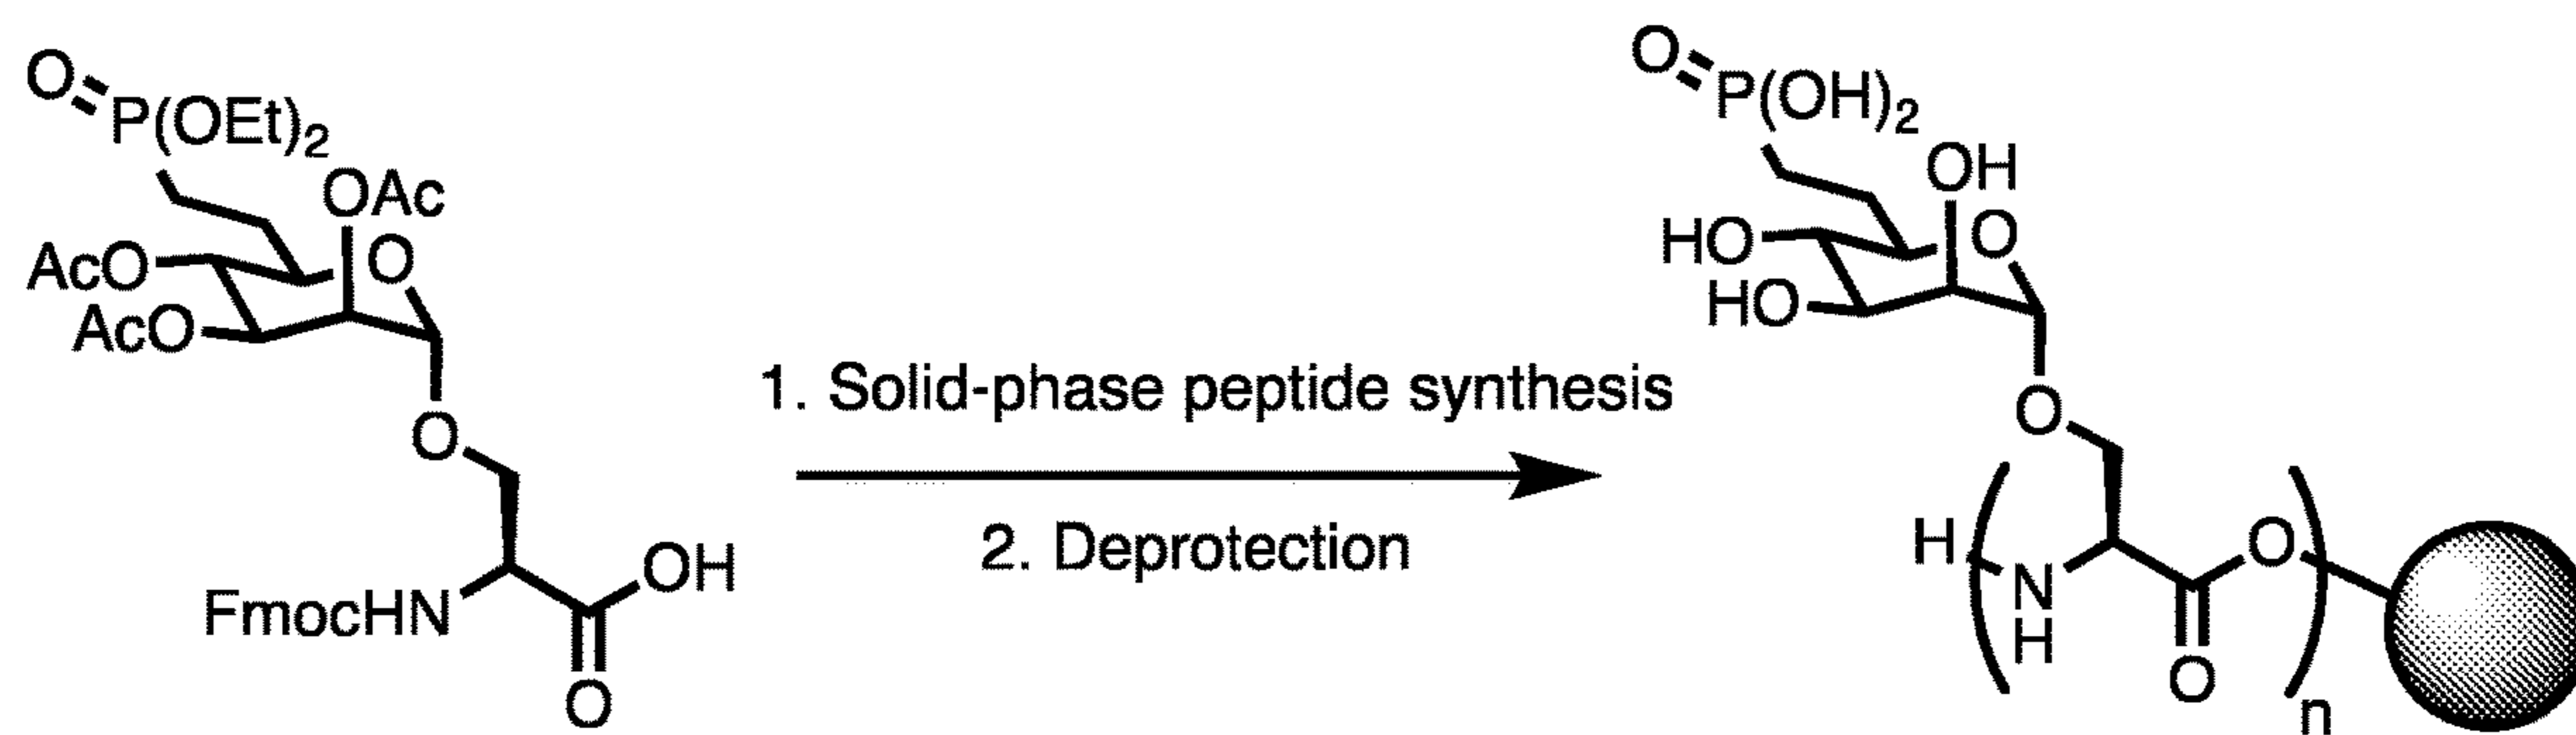 O
P(OEt)2
OAc
O
AcO
AcO
O
FmocHN
OH
O
1. Solid-phase peptide synthesis
2. Deprotection
O
P(OH)2
OH
O
HO
HO
O
H
N
H
O
O
n